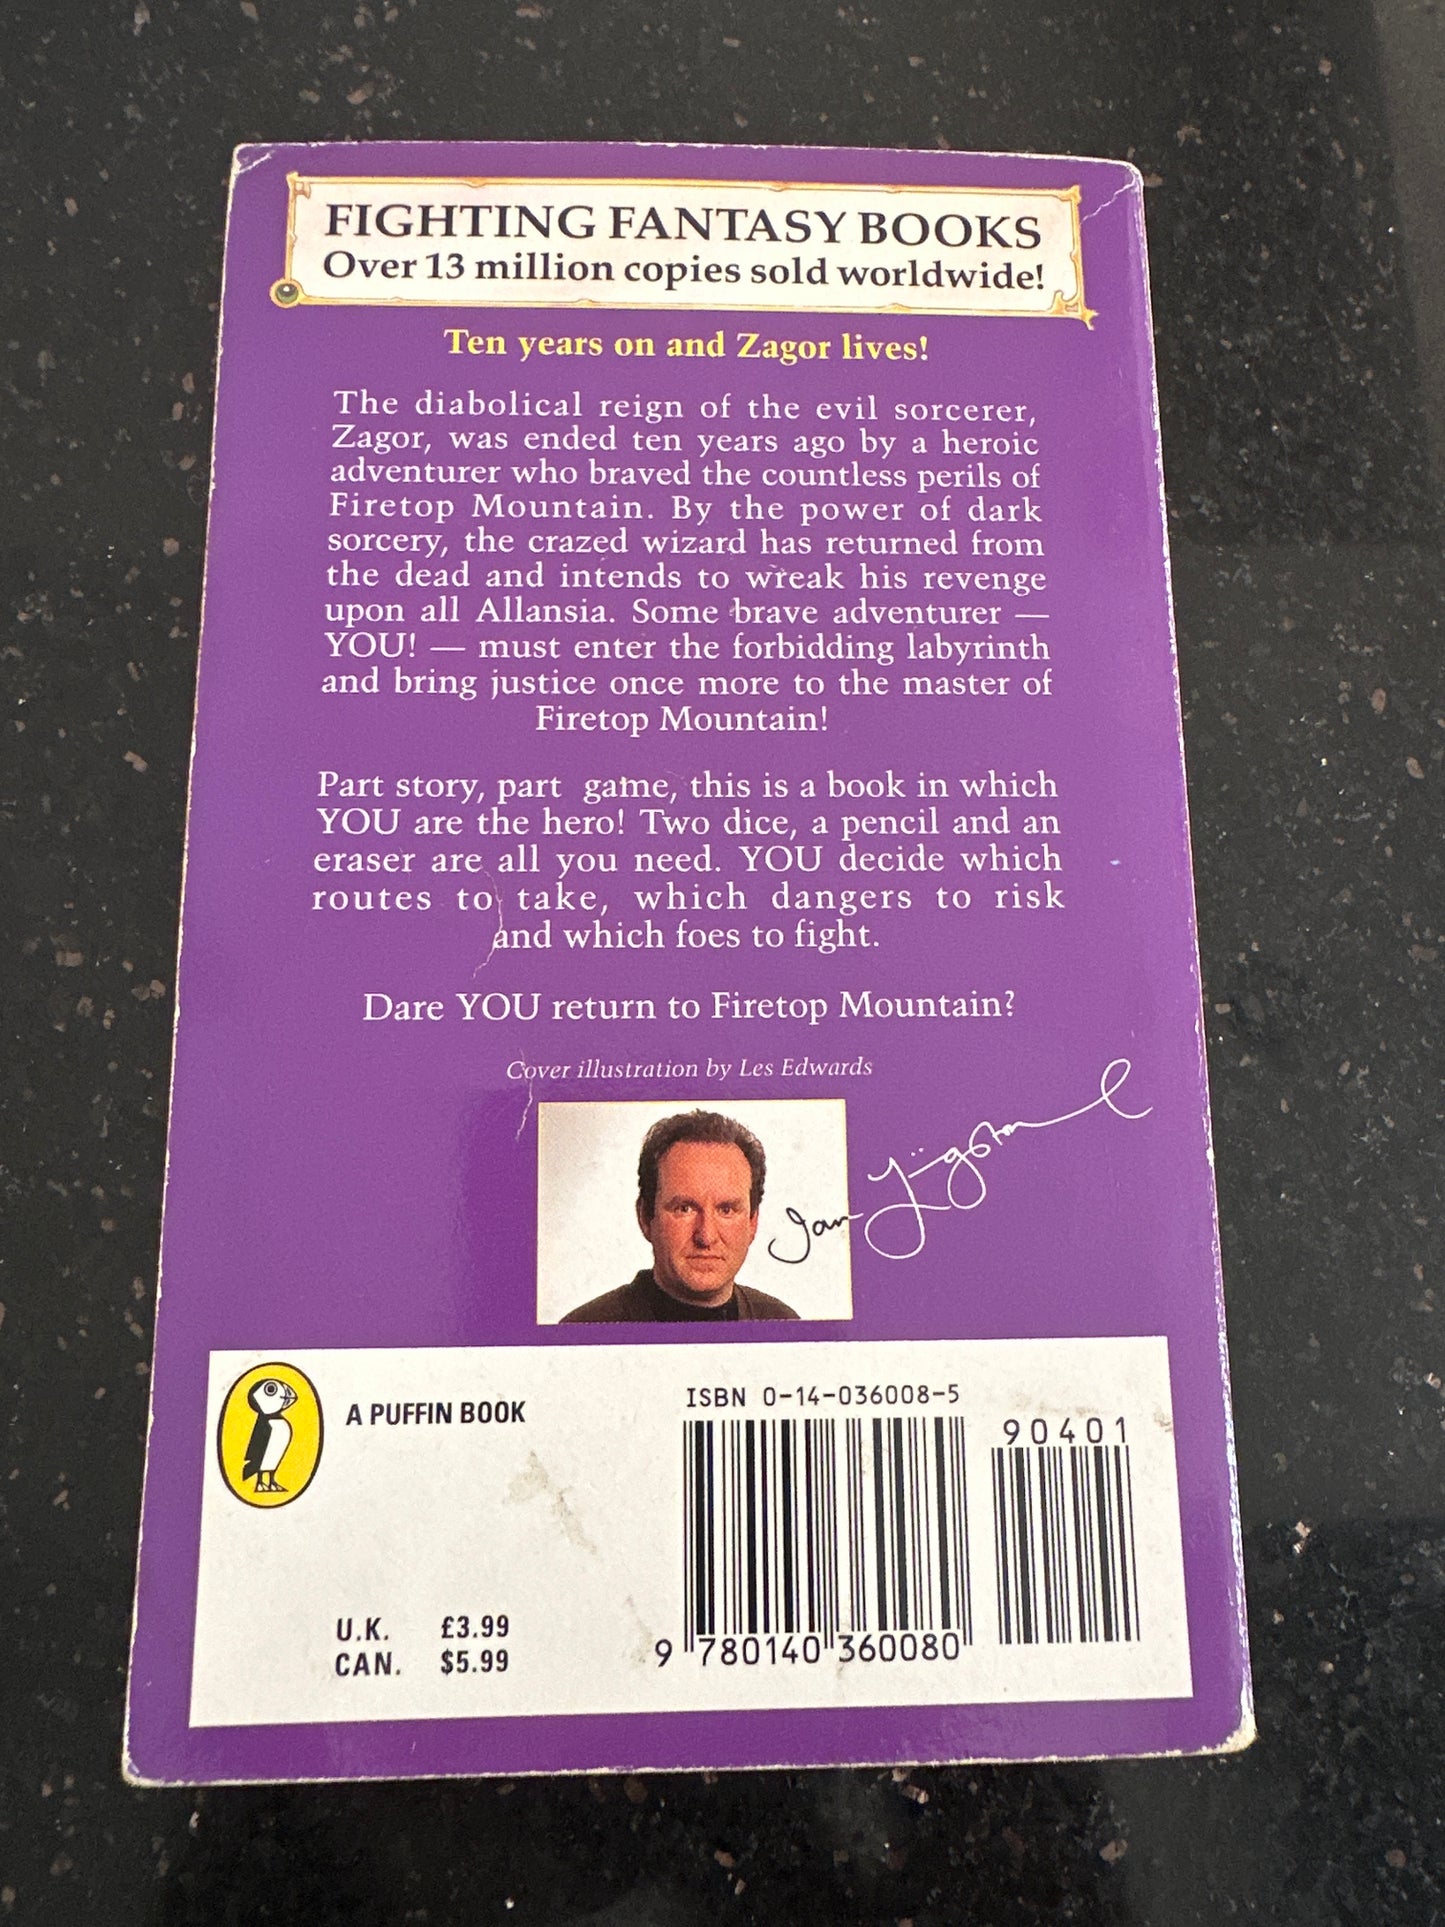 FIGHTING FANTASY BOOKS
Over 13 million copies sold worldwide!
Ten years on and Zagor lives!
The diabolical reign of the evil sorcerer,
Zagor, was ended ten years ago by a heroic
adventurer who braved the countless perils of
Firetop Mountain. By the power of dark
sorcery, the crazed wizard has returned from
the dead and intends to wreak his revenge
upon all Allansia. Some brave adventurer —
YOU! — must enter the forbidding labyrinth
and bring justice once more to the master of
Firetop Mountain!
Part story, part game, this is a book in which
YOU are the hero! Two dice, a pencil and an
eraser are all you need. YOU decide which
routes to take, which dangers to risk
and which foes to fight.
Dare YOU return to Firetop Mountain?
Cover illustration by Les Edwards
Ian Livingstone
A PUFFIN BOOK
ISBN 0-14-036008-5
90401
9 780140 360080
U.K. £3.99
CAN. $5.99